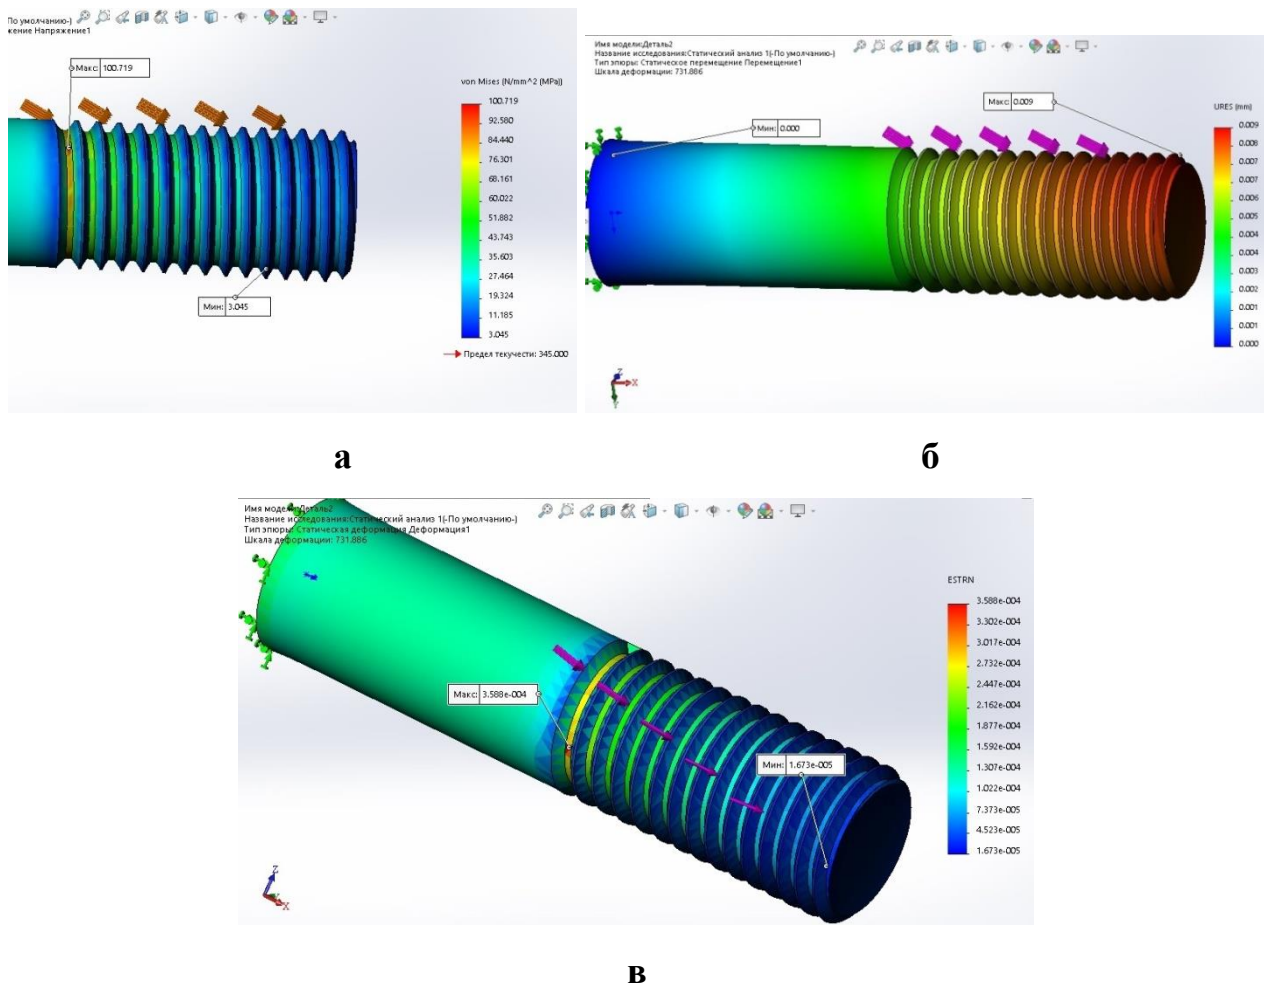 -По умолчанию-)
жение Напряжение1
Макс: 100.719
von Mises (N/mm^2 (MPa))
100.719
92.580
84.440
76.301
68.161
60.022
51.882
43.743
35.603
27.464
19.324
11.185
3.045
Предел текучести: 345.000
Мин: 3.045
а
Имя модели:Деталь2
Название исследования:Статический анализ 1(-По умолчанию-)
Тип эпюры: Статическое перемещение Перемещение1
Шкала деформации: 731.886
Мин: 0.000
Макс: 0.009
URES (mm)
0.009
0.008
0.007
0.007
0.006
0.005
0.004
0.004
0.003
0.002
0.001
0.001
0.000
Z
X
Y
б
Имя модели:Деталь2
Название исследования:Статический анализ 1(-По умолчанию-)
Тип эпюры: Статическая деформация Деформация1
Шкала деформации: 731.886
Макс: 3.588e-004
Мин: 1.673e-005
ESTRN
3.588e-004
3.302e-004
3.017e-004
2.732e-004
2.447e-004
2.162e-004
1.877e-004
1.592e-004
1.307e-004
1.022e-004
7.373e-005
4.523e-005
1.673e-005
Z
X
в